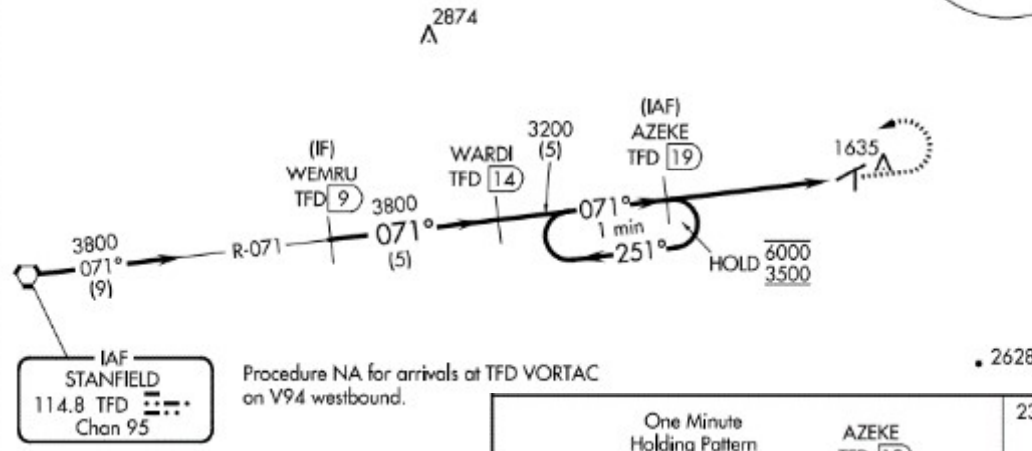 2874
(IAF)
AZEKE
TFD 19
1635
3200
(5)
(IF)
WEMRU
TFD 9
WARDI
TFD 14
3800
071°
(5)
071°
1 min
251°
HOLD 6000
3500
3800
071°
(9)
R-071
IAF
STANFIELD
114.8 TFD
Chan 95
Procedure NA for arrivals at TFD VORTAC
on V94 westbound.
2628
One Minute
Holding Pattern
AZEKE